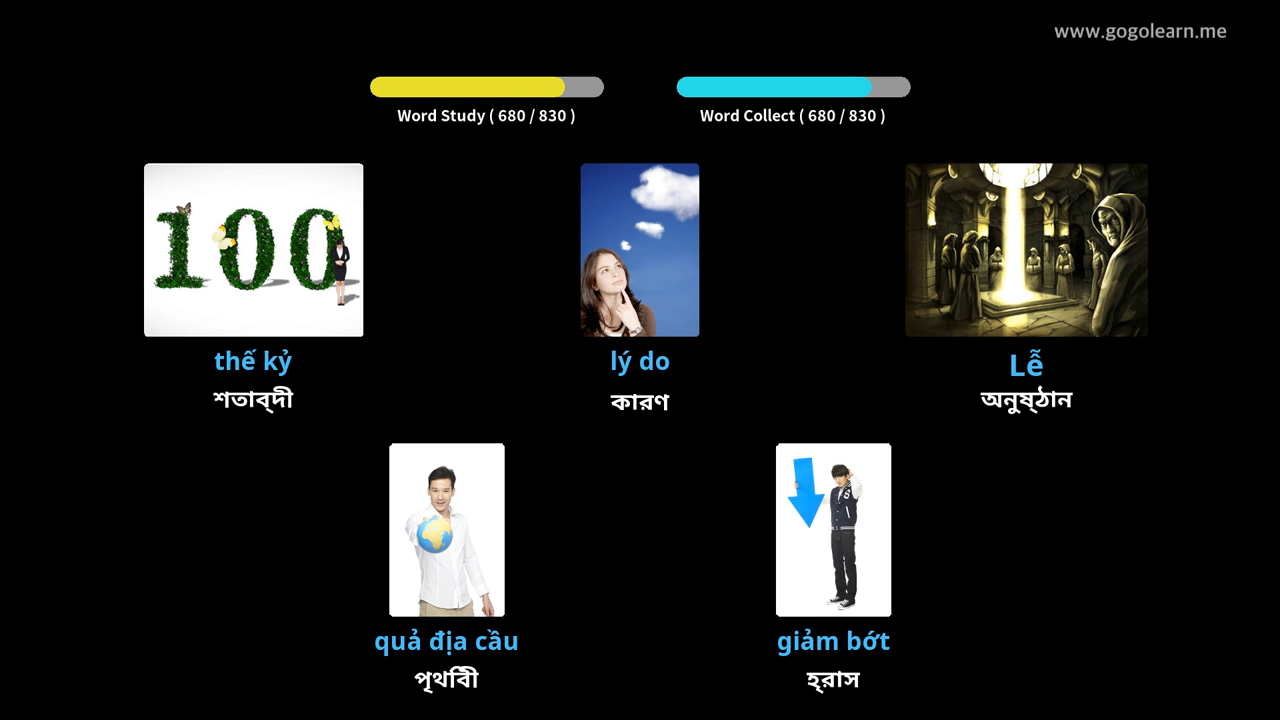 www.gogolearn.me
Word Study ( 680 / 830 )
Word Collect ( 680 / 830 )
100
thế kỷ
শতাব্দী
lý do
কারণ
Lễ
অনুষ্ঠান
S
quả địa cầu
পৃথিবী
giảm bớt
হ্রাস